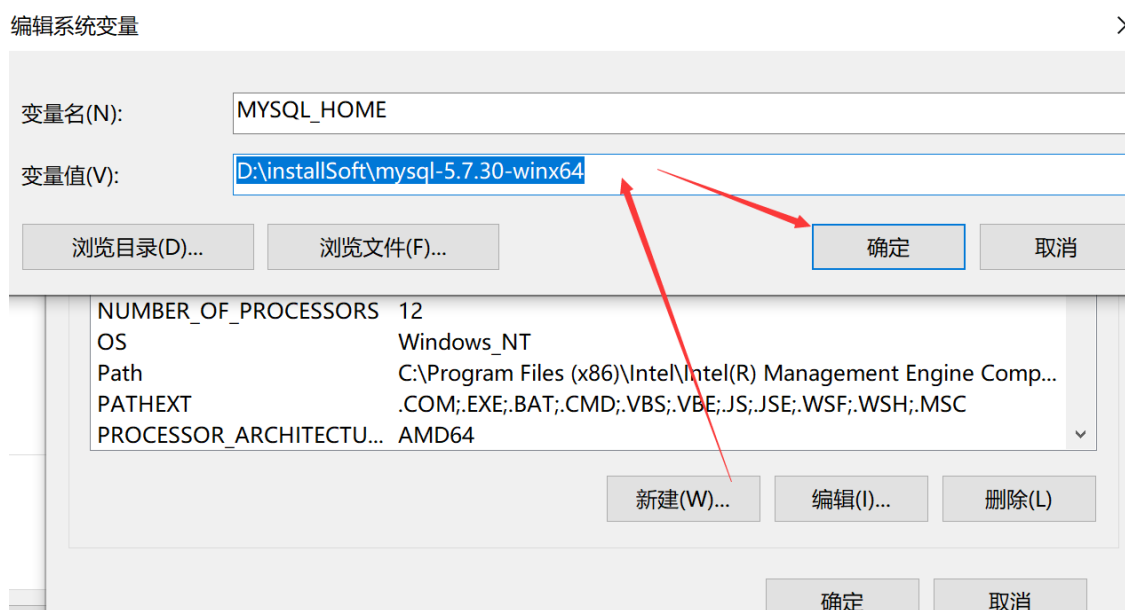 编辑系统变量
变量名(N):
MYSQL_HOME
变量值(V):
D:\installSoft\mysql-5.7.30-winx64
浏览目录(D)...
浏览文件(F)...
确定
取消
NUMBER_OF_PROCESSORS 12
OS Windows_NT
Path C:\Program Files (x86)\Intel\Intel(R) Management Engine Comp...
PATHEXT .COM;.EXE;.BAT;.CMD;.VBS;.VBE;.JS;.JSE;.WSF;.WSH;.MSC
PROCESSOR_ARCHITECTU... AMD64
新建(W)...
编辑(I)...
删除(L)
确定
取消